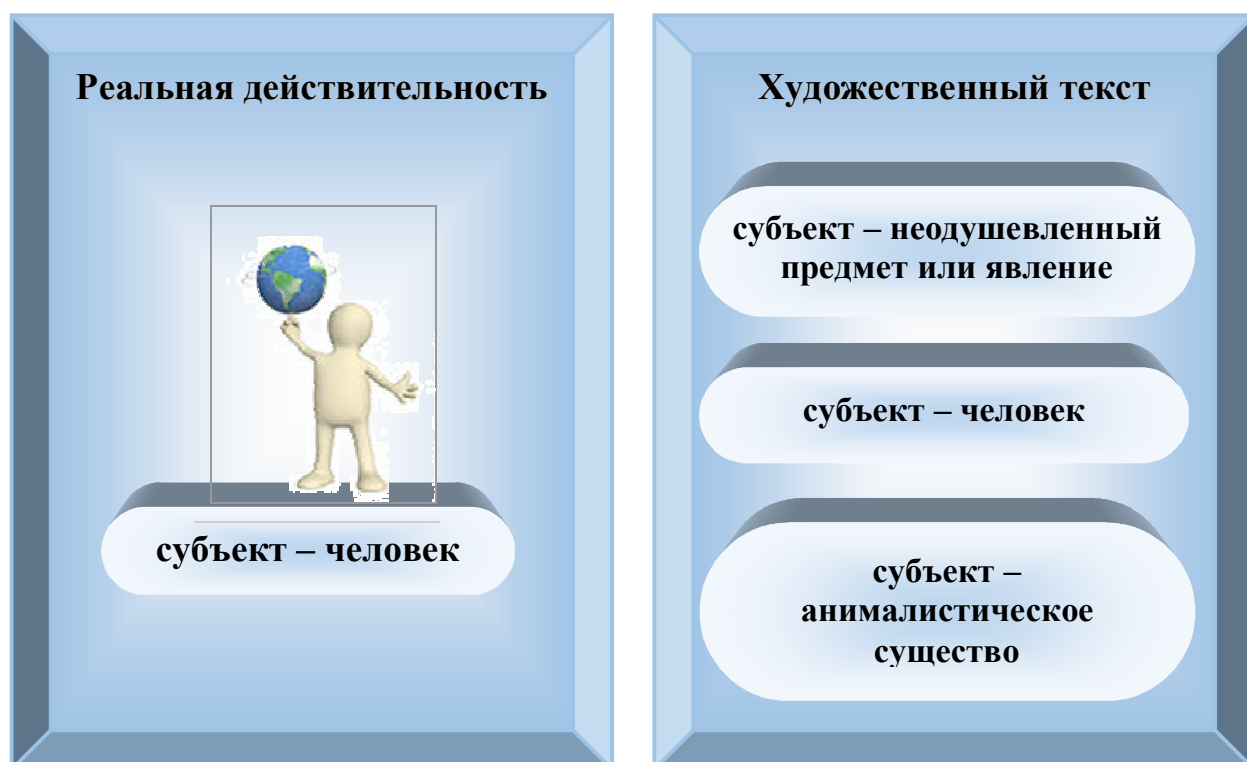 Реальная действительность
субъект – человек
Художественный текст
субъект – неодушевленный
предмет или явление
субъект – человек
субъект –
анималистическое
существо